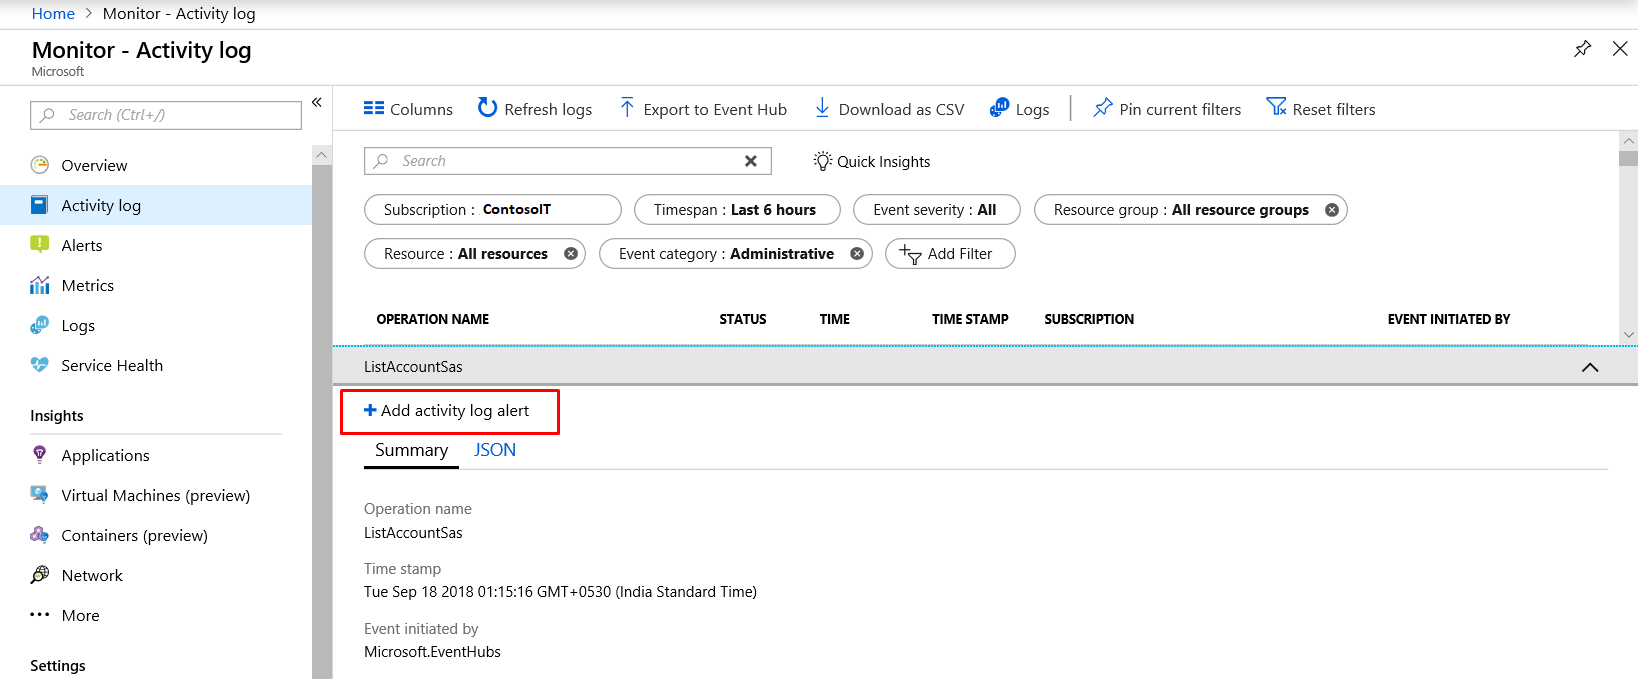 Home > Monitor - Activity log
Monitor - Activity log
Microsoft
Search (Ctrl+/)
«
Overview
Activity log
Alerts
Metrics
Logs
Service Health
Insights
Applications
Virtual Machines (preview)
Containers (preview)
Network
More
Settings
Columns Refresh logs Export to Event Hub Download as CSV Logs Pin current filters Reset filters
Search Quick Insights
Subscription : ContosoIT Timespan : Last 6 hours Event severity : All Resource group : All resource groups
Resource : All resources Event category : Administrative Add Filter
OPERATION NAME STATUS TIME TIME STAMP SUBSCRIPTION EVENT INITIATED BY
ListAccountSas
+ Add activity log alert
Summary JSON
Operation name
ListAccountSas
Time stamp
Tue Sep 18 2018 01:15:16 GMT+0530 (India Standard Time)
Event initiated by
Microsoft.EventHubs